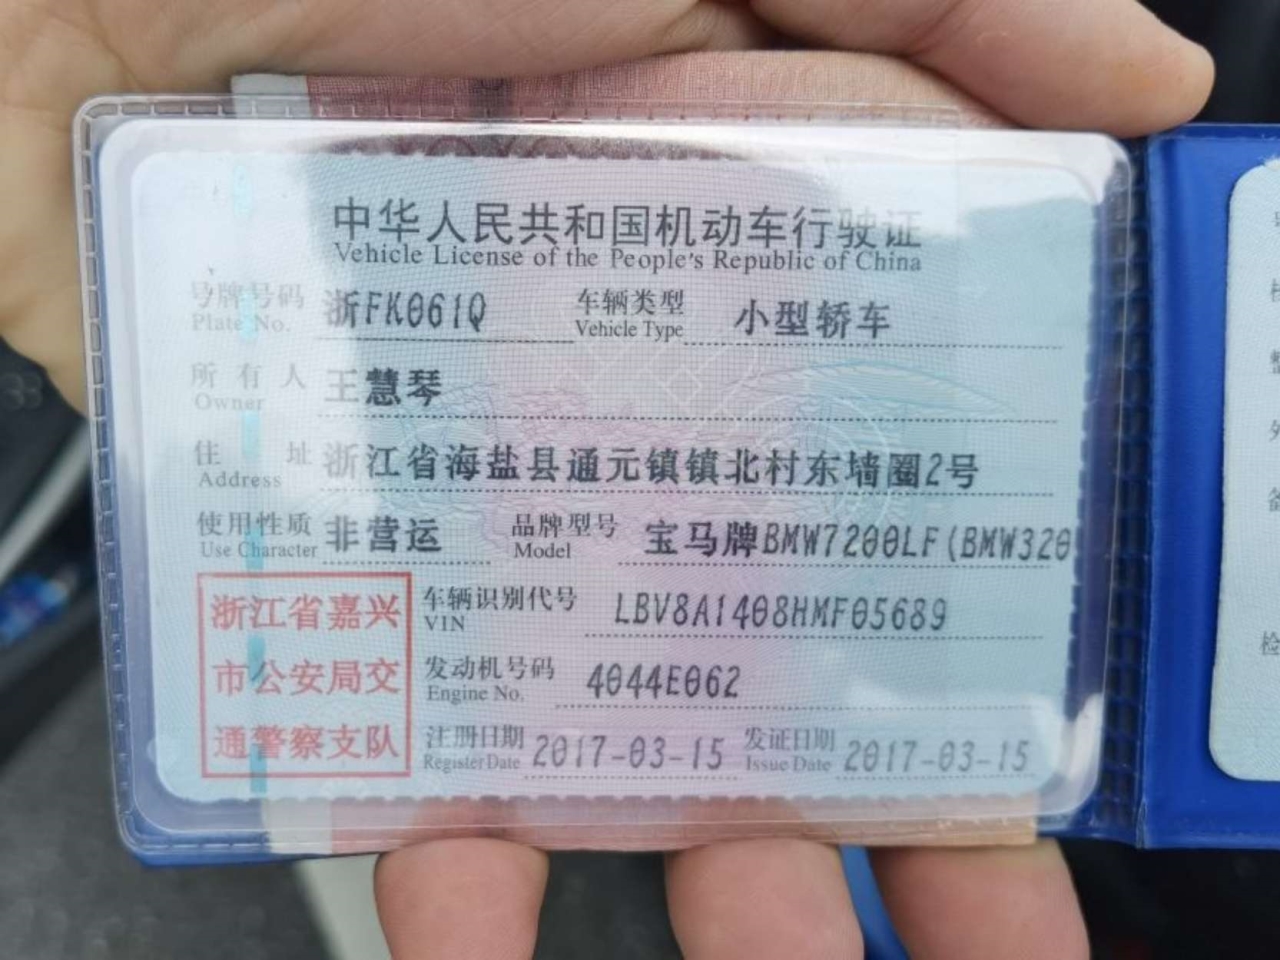 中华人民共和国机动车行驶证
Vehicle License of the People's Republic of China
号牌号码 浙FK061Q 车辆类型 小型轿车
Plate No. Vehicle Type
所有人 王慧琴
Owner
住址 浙江省海盐县通元镇镇北村东墙圈2号
Address
使用性质 非营运 品牌型号 宝马牌BMW7200LF(BMW320
Use Character Model
浙江省嘉兴
市公安局交
通警察支队
车辆识别代号 LBV8A1408HMF05689
VIN
发动机号码 4044E062
Engine No.
注册日期 2017-03-15 发证日期 2017-03-15
Register Date Issue Date